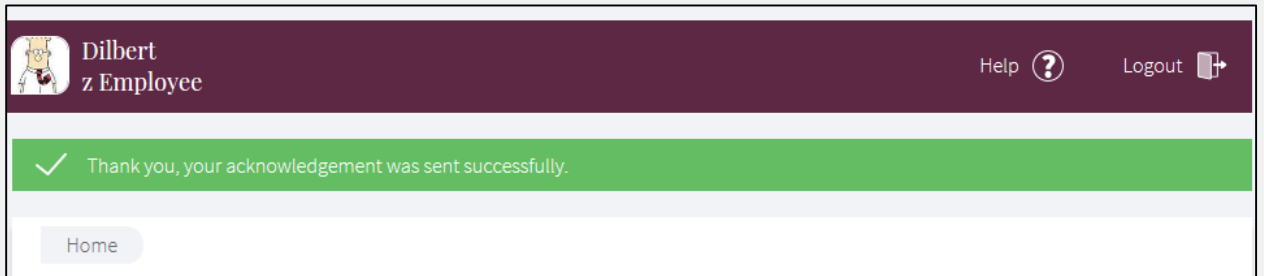 Dilbert
z Employee
Help ?
Logout
Thank you, your acknowledgement was sent successfully.
Home